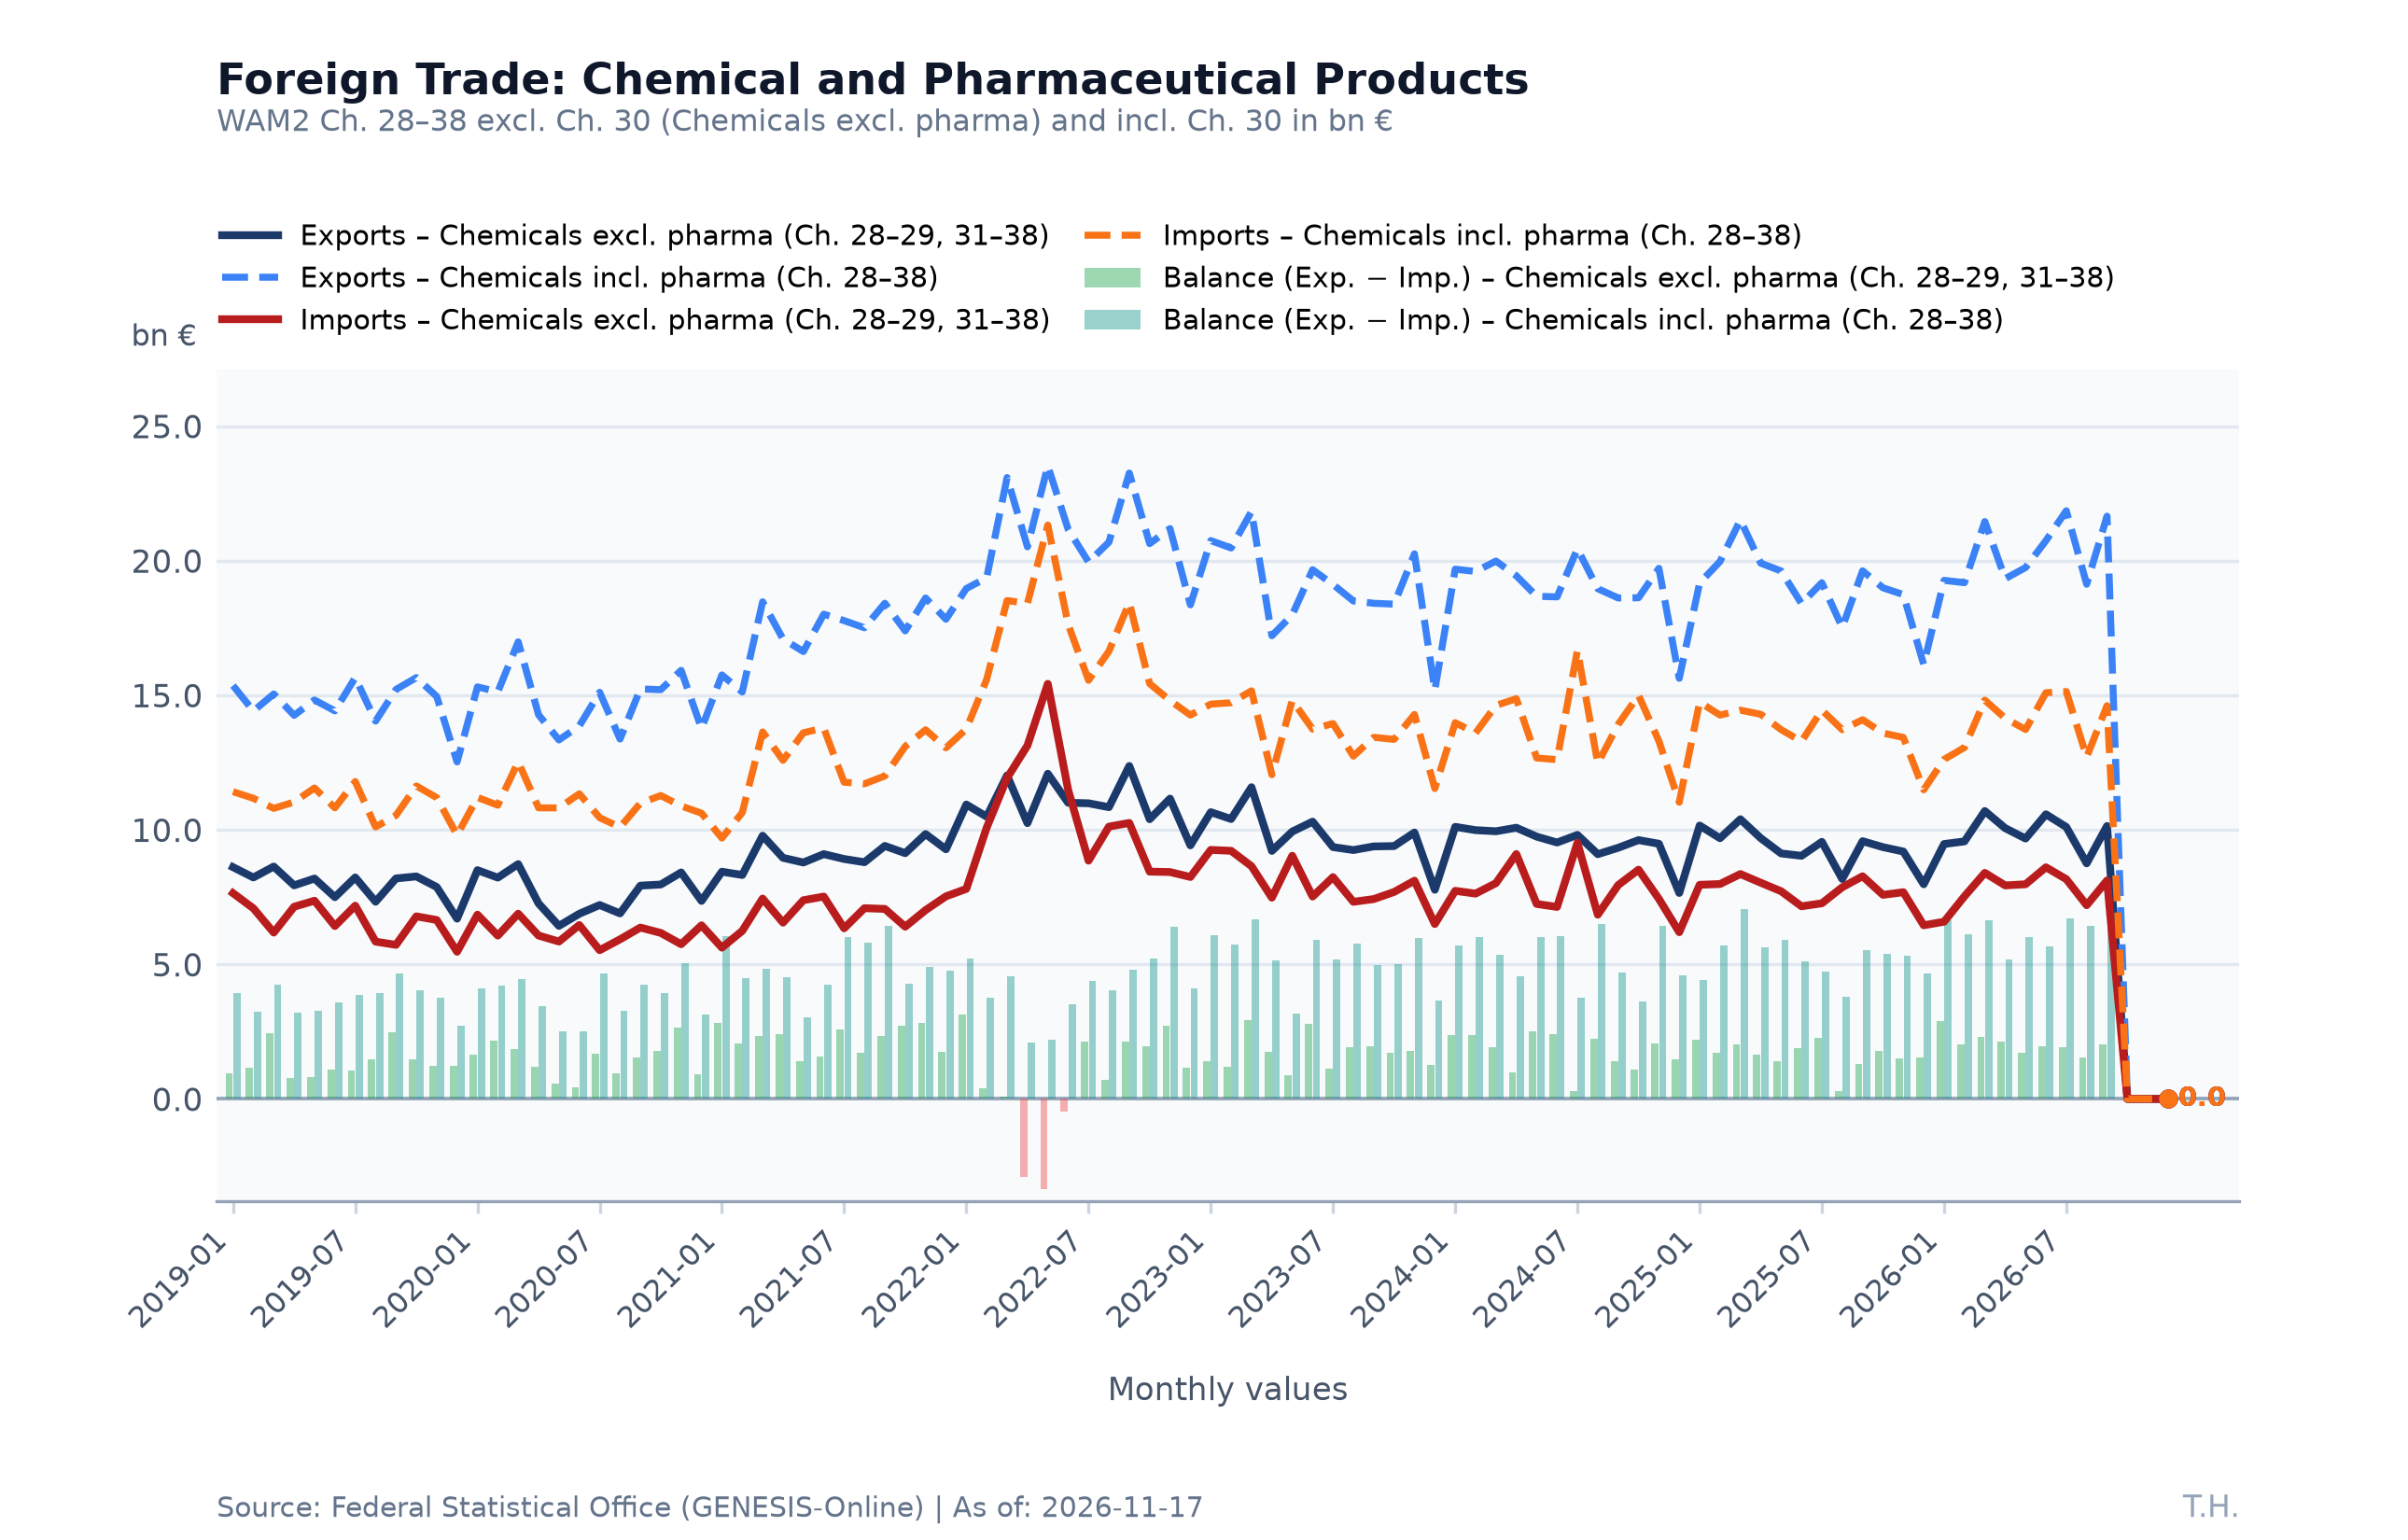 Foreign Trade: Chemical and Pharmaceutical Products
WAM2 Ch. 28–38 excl. Ch. 30 (Chemicals excl. pharma) and incl. Ch. 30 in bn €
Exports – Chemicals excl. pharma (Ch. 28–29, 31–38)
Exports – Chemicals incl. pharma (Ch. 28–38)
Imports – Chemicals excl. pharma (Ch. 28–29, 31–38)
Imports – Chemicals incl. pharma (Ch. 28–38)
Balance (Exp. − Imp.) – Chemicals excl. pharma (Ch. 28–29, 31–38)
Balance (Exp. − Imp.) – Chemicals incl. pharma (Ch. 28–38)
bn €
25.0
20.0
15.0
10.0
5.0
0.0
0.0
2019-01
2019-07
2020-01
2020-07
2021-01
2021-07
2022-01
2022-07
2023-01
2023-07
2024-01
2024-07
2025-01
2025-07
2026-01
2026-07
Monthly values
Source: Federal Statistical Office (GENESIS-Online) | As of: 2026-11-17
T.H.